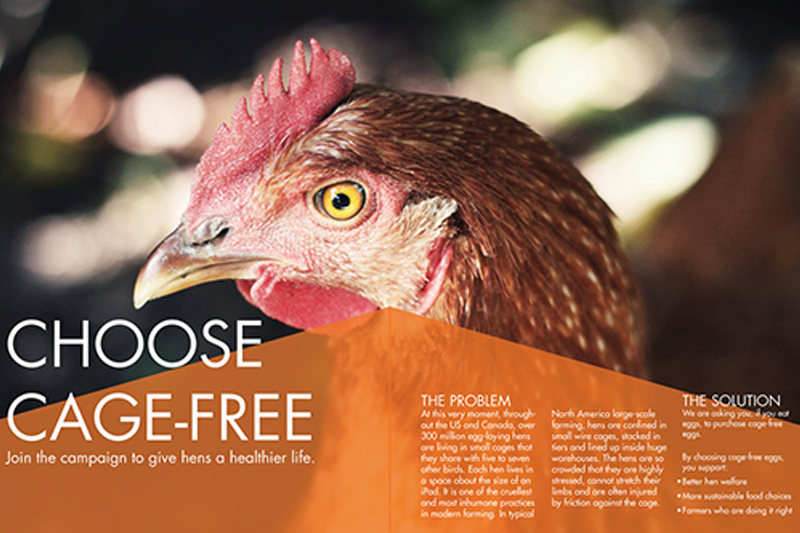 CHOOSE
CAGE-FREE
Join the campaign to give hens a healthier life.
THE PROBLEM
At this very moment, through-
out the US and Canada, over
300 million egg-laying hens
are living in small cages that
they share with five to seven
other birds. Each hen lives in
a space about the size of an
iPad. It is one of the cruellest
and most inhumane practices
in modern farming. In typical
North America large-scale
farming, hens are confined in
small wire cages, stacked in
tiers and lined up inside huge
warehouses. The hens are so
crowded that they are highly
stressed, cannot stretch their
limbs and are often injured
by friction against the cage.
THE SOLUTION
We are asking you, if you eat
eggs, to purchase cage-free
eggs.
By choosing cage-free eggs,
you support:
•Better hen welfare
•More sustainable food choices
•Farmers who are doing it right